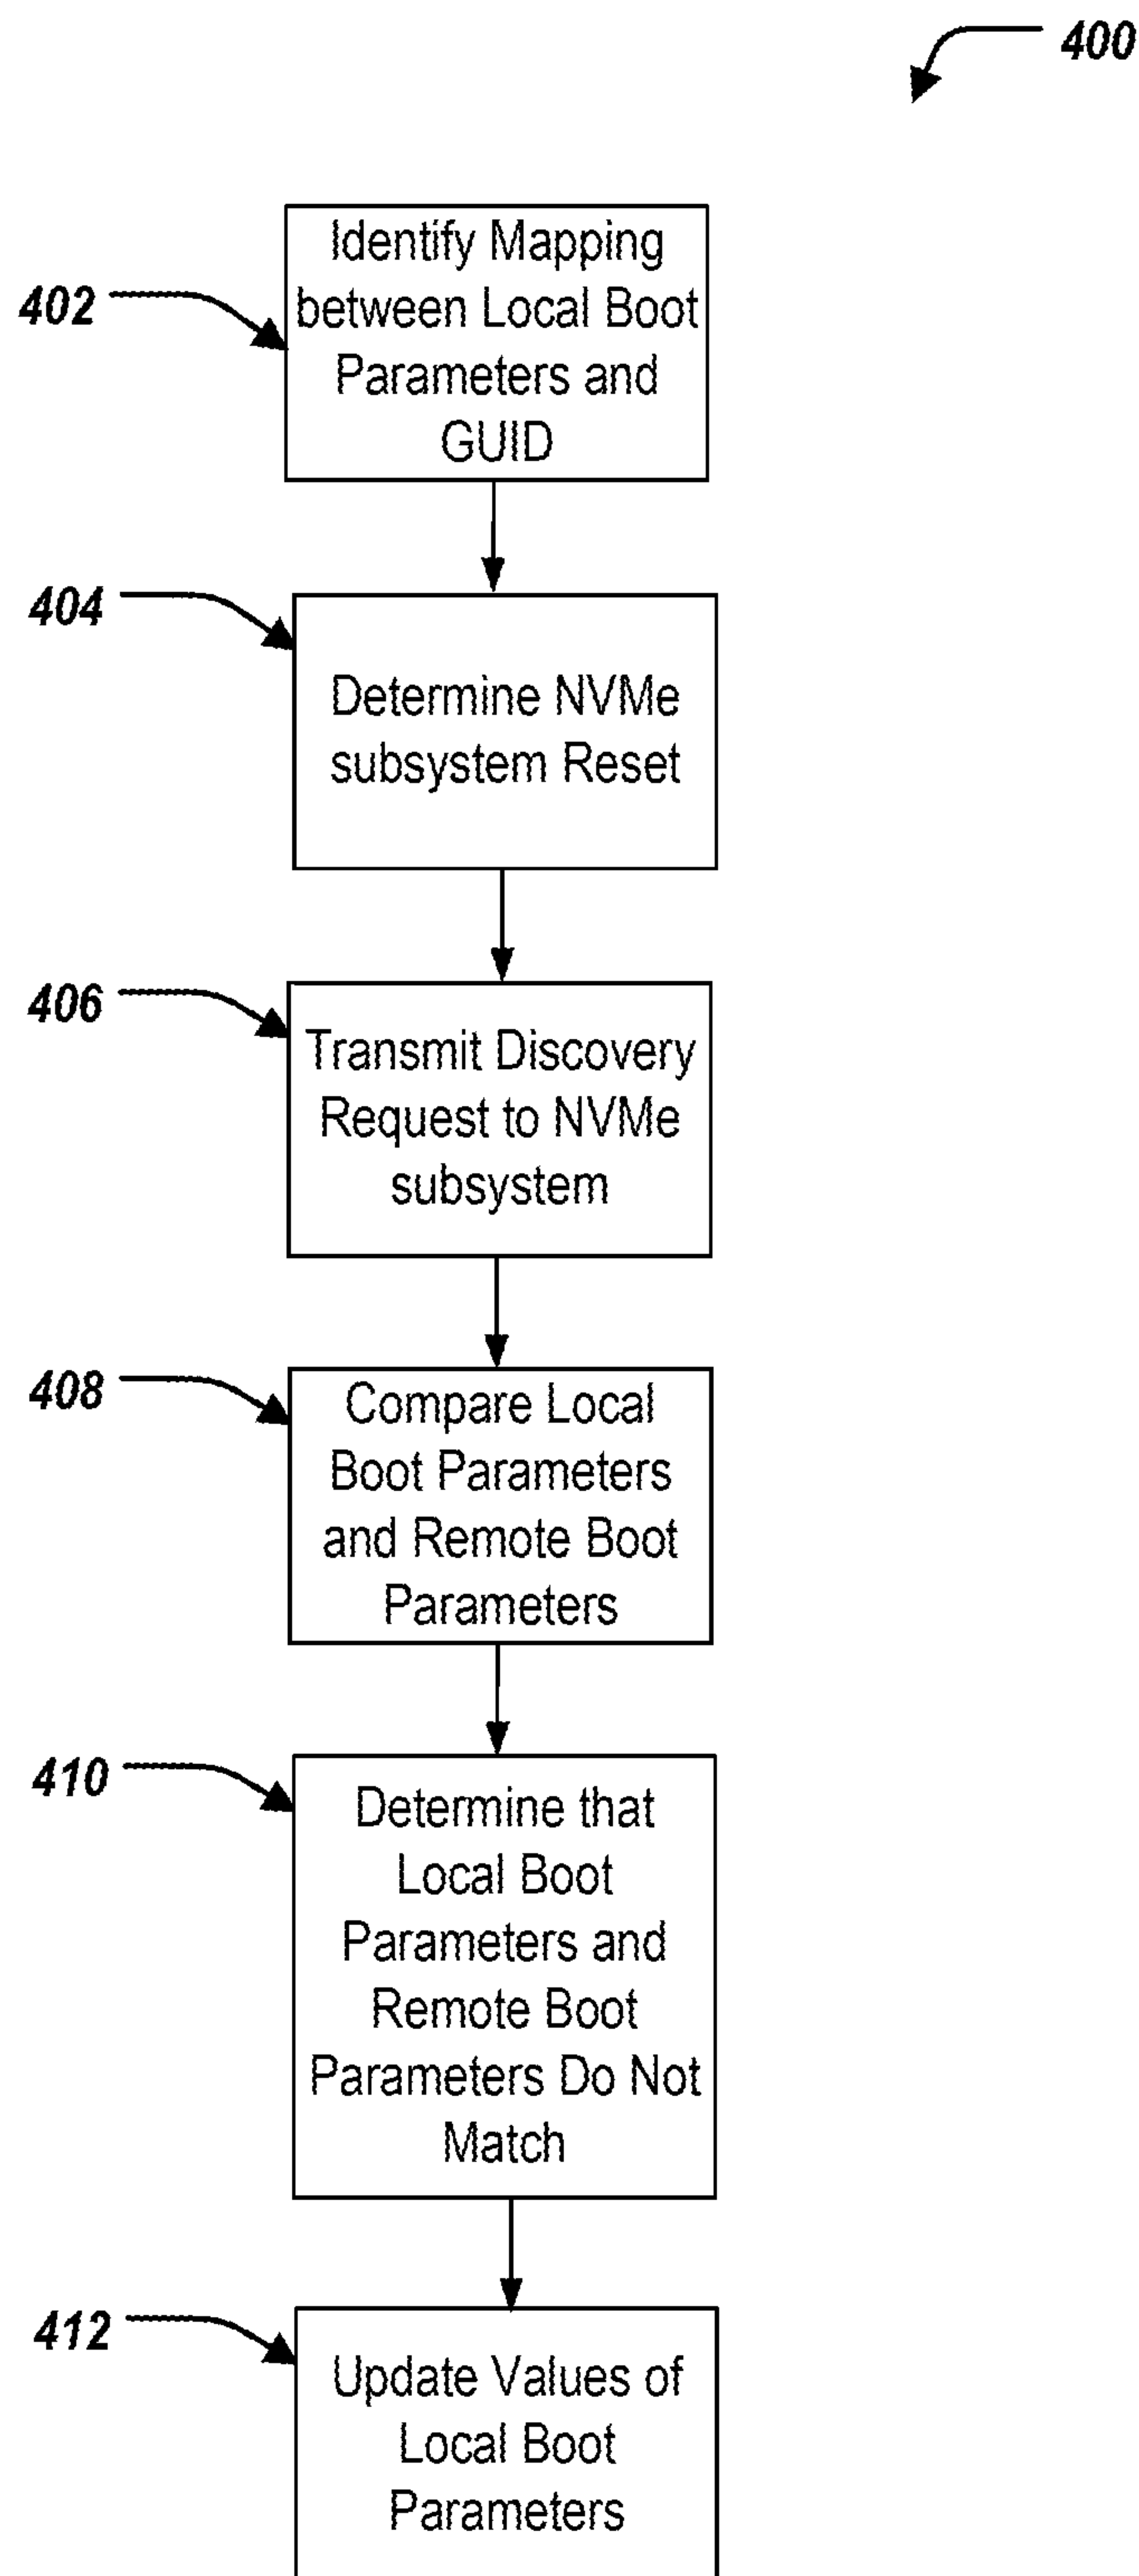 400
402
Identify Mapping
between Local Boot
Parameters and
GUID
404
Determine NVMe
subsystem Reset
406
Transmit Discovery
Request to NVMe
subsystem
408
Compare Local
Boot Parameters
and Remote Boot
Parameters
410
Determine that
Local Boot
Parameters and
Remote Boot
Parameters Do Not
Match
412
Update Values of
Local Boot
Parameters